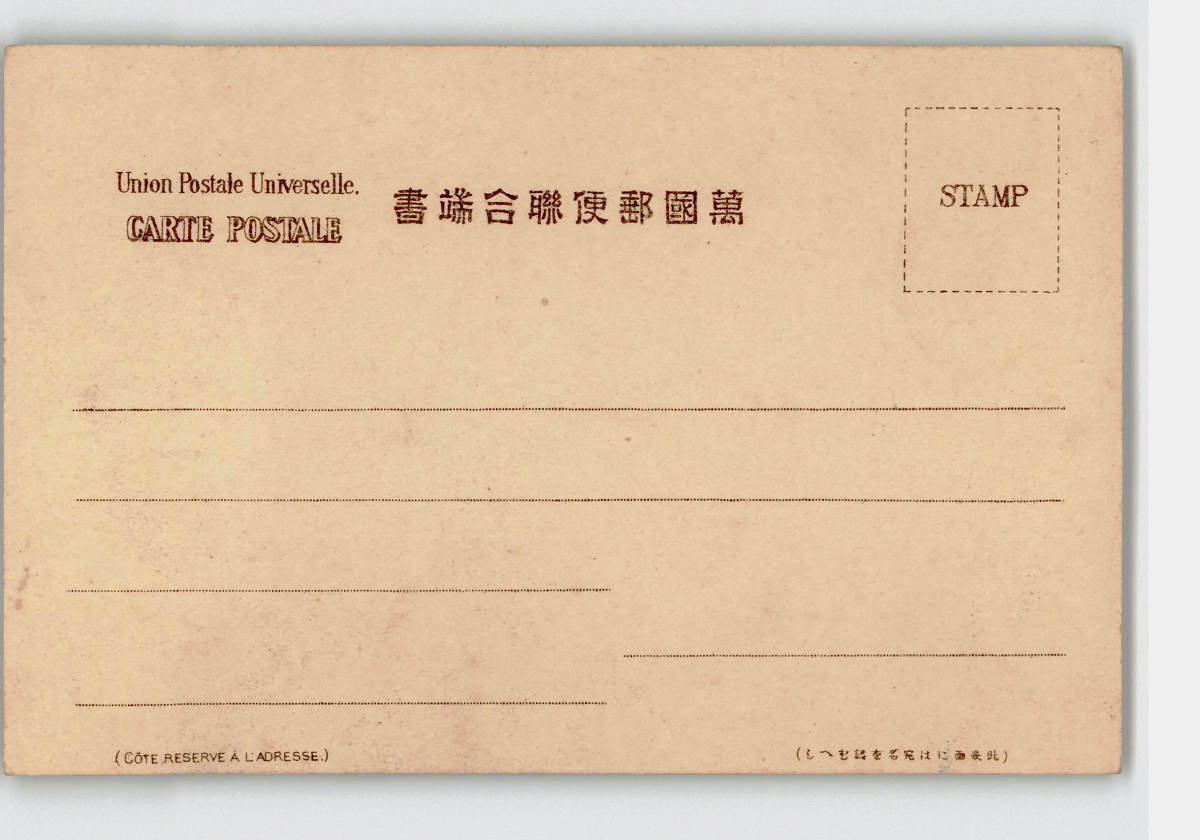 Union Postale Universelle.
CARTE POSTALE
萬國郵便聯合端書
STAMP
(CÔTE RESERVE À L'ADRESSE.)
(此表面には宛名を認むへし)